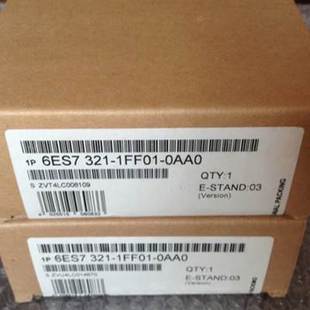 1P 6ES7 321-1FF01-0AA0
S ZVT4LC006109
QTY:1
E-STAND:03
(Version)
1P 6ES7 321-1FF01-0AA0
QTY:1
E-STAND:03
(Version)